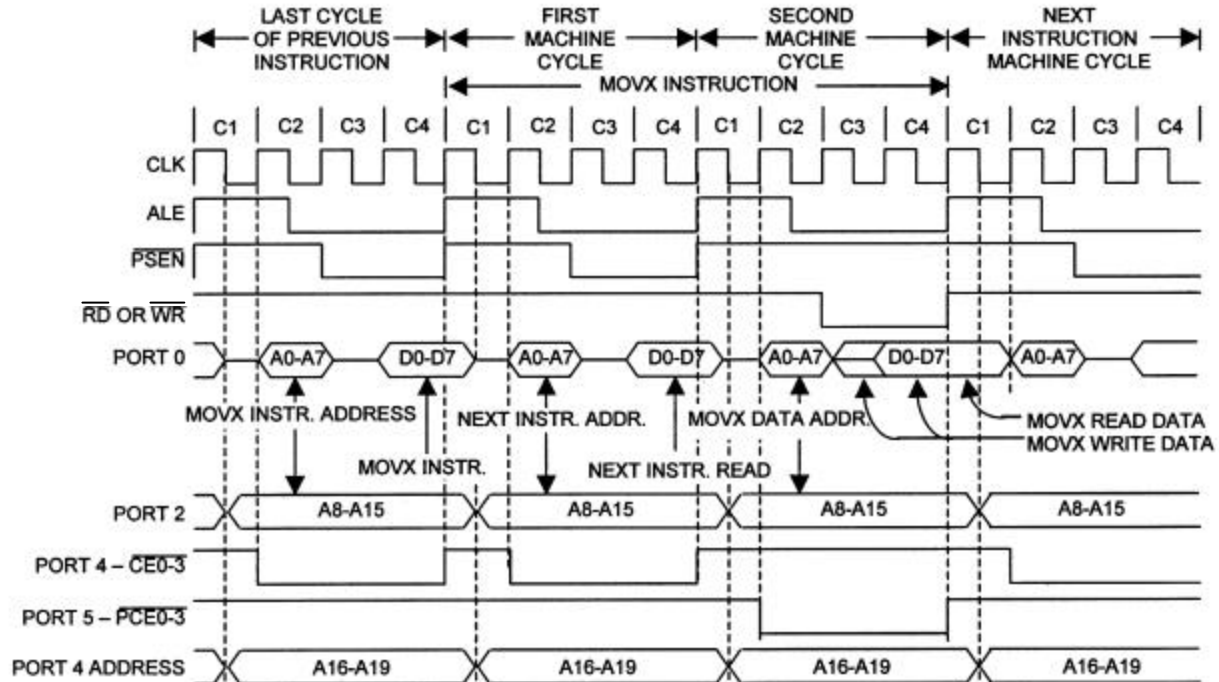 LAST CYCLE OF PREVIOUS INSTRUCTION
FIRST MACHINE CYCLE
SECOND MACHINE CYCLE
NEXT INSTRUCTION MACHINE CYCLE
MOVX INSTRUCTION
C1 C2 C3 C4 C1 C2 C3 C4 C1 C2 C3 C4 C1 C2 C3 C4
CLK
ALE
PSEN
RD OR WR
PORT 0 A0-A7 D0-D7 A0-A7 D0-D7 A0-A7 D0-D7 A0-A7
MOVX INSTR. ADDRESS NEXT INSTR. ADDR. MOVX DATA ADDR. MOVX READ DATA
MOVX WRITE DATA
MOVX INSTR. NEXT INSTR. READ
PORT 2 A8-A15 A8-A15 A8-A15 A8-A15
PORT 4 – CE0-3
PORT 5 – PCE0-3
PORT 4 ADDRESS A16-A19 A16-A19 A16-A19 A16-A19